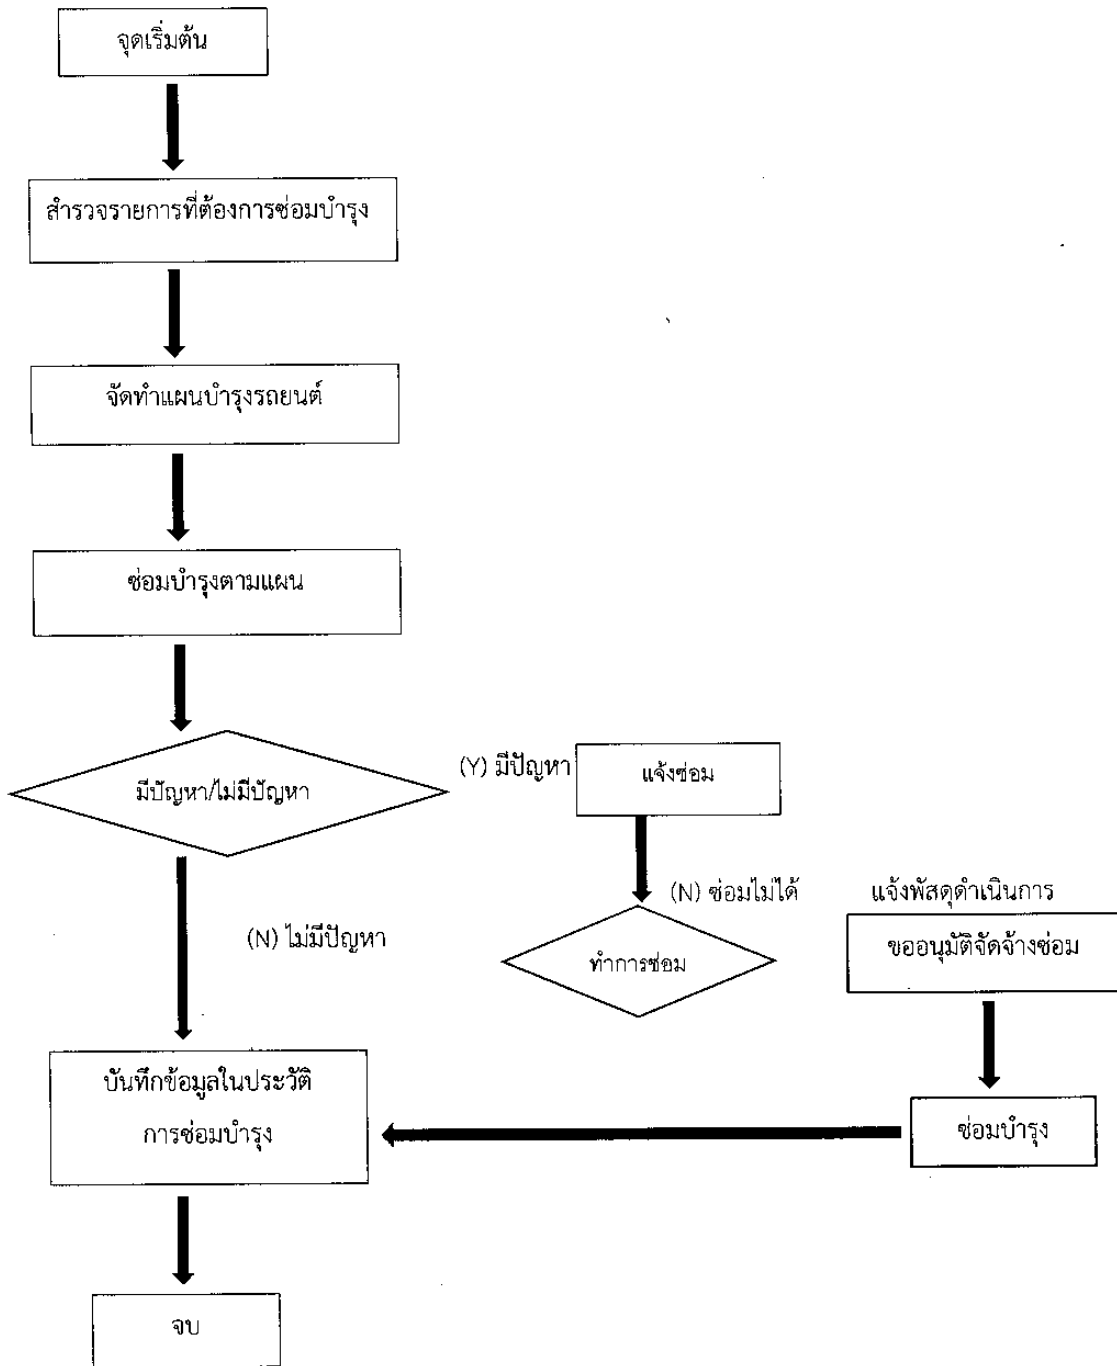 จุดเริ่มต้น
สำรวจรายการที่ต้องการซ่อมบำรุง
จัดทำแผนบำรุงรถยนต์
ซ่อมบำรุงตามแผน
มีปัญหา/ไม่มีปัญหา
(Y) มีปัญหา
แจ้งซ่อม
(N) ซ่อมไม่ได้
แจ้งพัสดุดำเนินการ
ทำการซ่อม
ขออนุมัติจัดจ้างซ่อม
(N) ไม่มีปัญหา
บันทึกข้อมูลในประวัติ
การซ่อมบำรุง
ซ่อมบำรุง
จบ